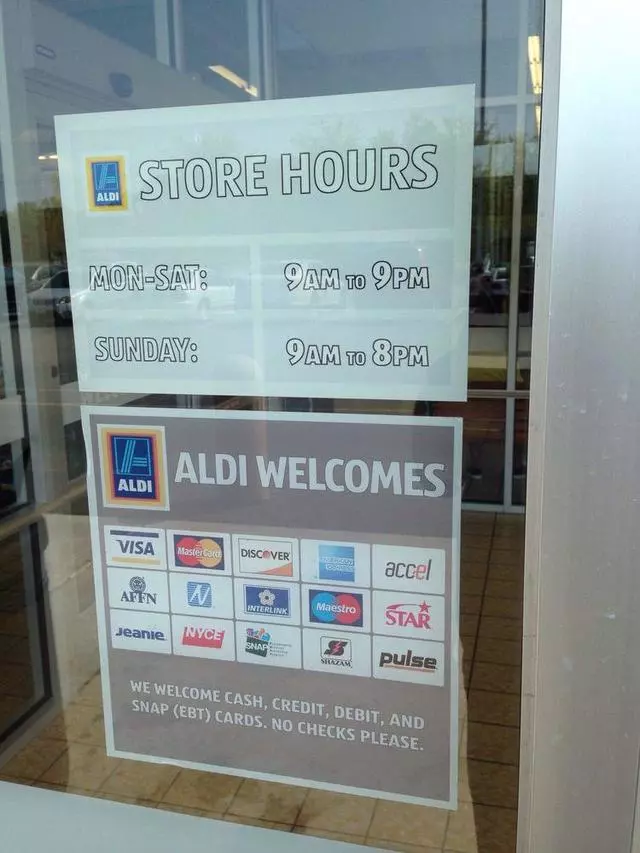 ALDI STORE HOURS
MON-SAT: 9AM TO 9PM
SUNDAY: 9AM TO 8PM
ALDI ALDI WELCOMES
VISA MasterCard DISCOVER AMERICAN EXPRESS accel
AFFN N INTERLINK Maestro STAR
Jeanie NYCE SNAP SHAZAM pulse
WE WELCOME CASH, CREDIT, DEBIT, AND
SNAP (EBT) CARDS. NO CHECKS PLEASE.